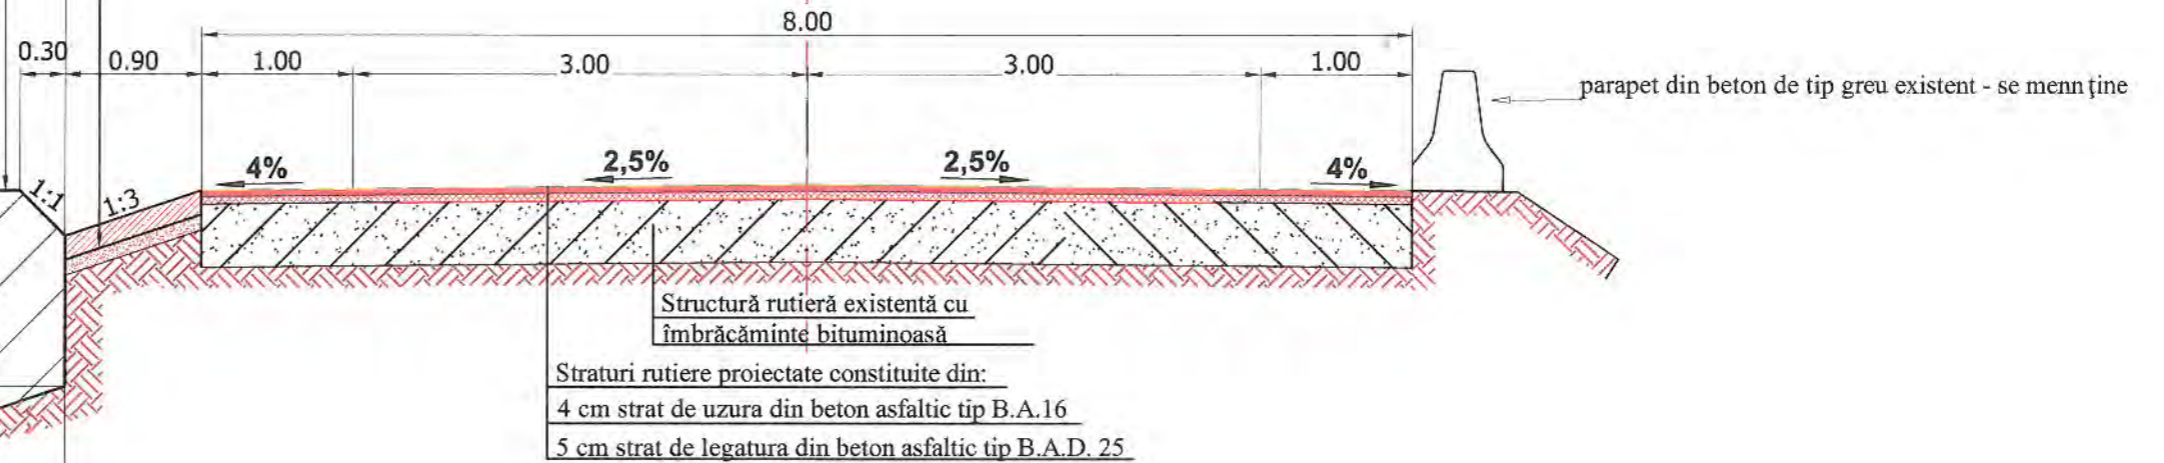 8.00
0.30 0.90 1.00 3.00 3.00 1.00
parapet din beton de tip greu existent - se mennține
4% 2,5% 2,5% 4%
1:1 1:3
Structură rutieră existentă cu
îmbrăcăminte bituminoasă
Straturi rutiere proiectate constituite din:
4 cm strat de uzura din beton asfaltic tip B.A.16
5 cm strat de legatura din beton asfaltic tip B.A.D. 25